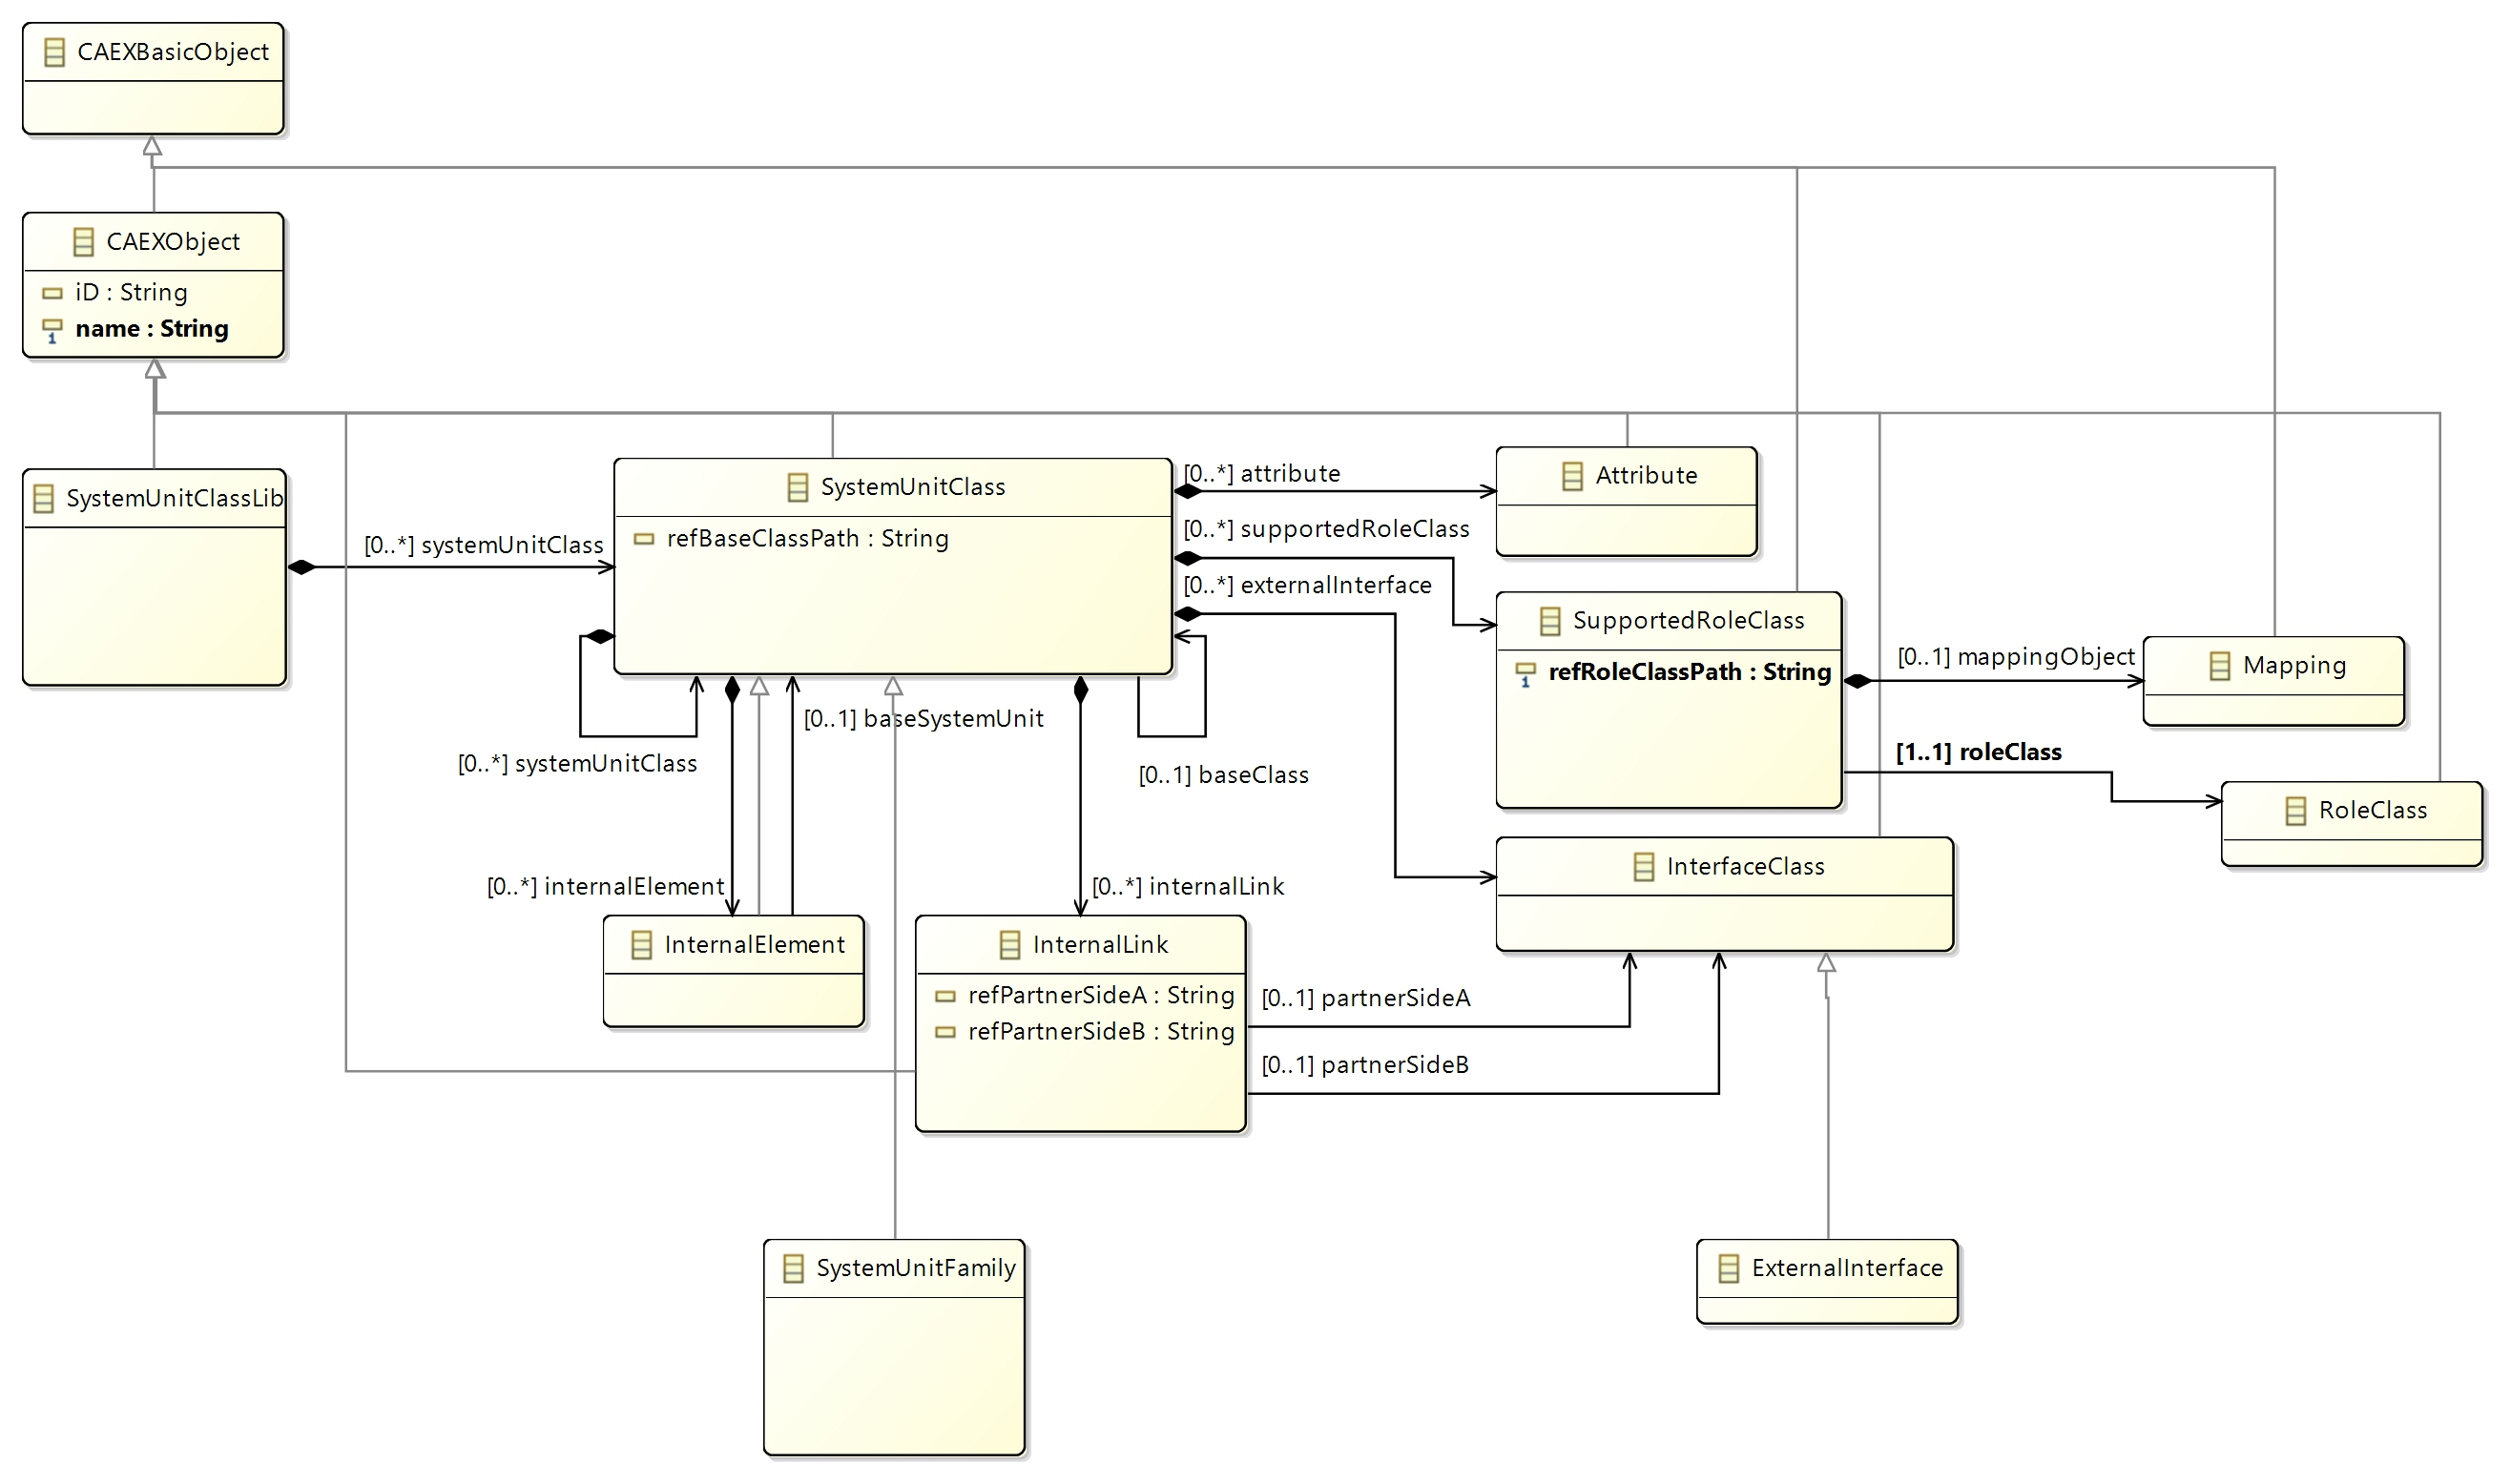 CAEXBasicObject
CAEXObject
iD : String
1 name : String
SystemUnitClassLib
[0..*] systemUnitClass
SystemUnitClass
refBaseClassPath : String
[0..*] attribute
[0..*] supportedRoleClass
[0..*] externalInterface
Attribute
SupportedRoleClass
1 refRoleClassPath : String
[0..1] mappingObject
Mapping
[1..1] roleClass
RoleClass
[0..*] systemUnitClass
[0..1] baseSystemUnit
[0..1] baseClass
[0..*] internalElement
[0..*] internalLink
InterfaceClass
InternalElement
InternalLink
refPartnerSideA : String
refPartnerSideB : String
[0..1] partnerSideA
[0..1] partnerSideB
SystemUnitFamily
ExternalInterface